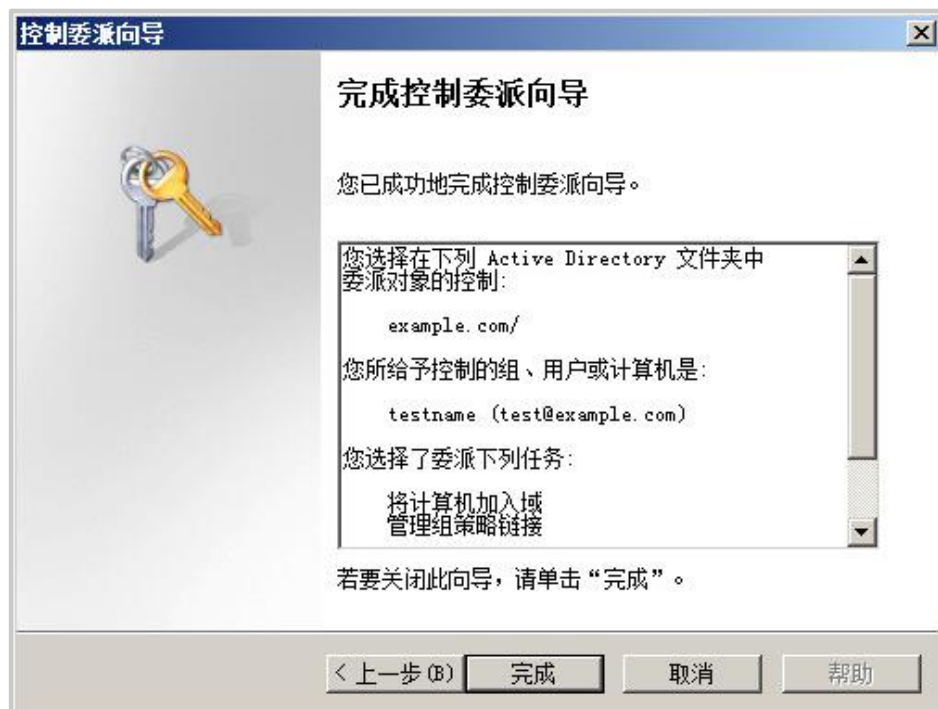 控制委派向导
完成控制委派向导
您已成功地完成控制委派向导。
您选择在下列 Active Directory 文件夹中
委派对象的控制:
example.com/
您所给予控制的组、用户或计算机是:
testname (test@example.com)
您选择了委派下列任务:
将计算机加入域
管理组策略链接
若要关闭此向导，请单击“完成”。
< 上一步(B) 完成 取消 帮助